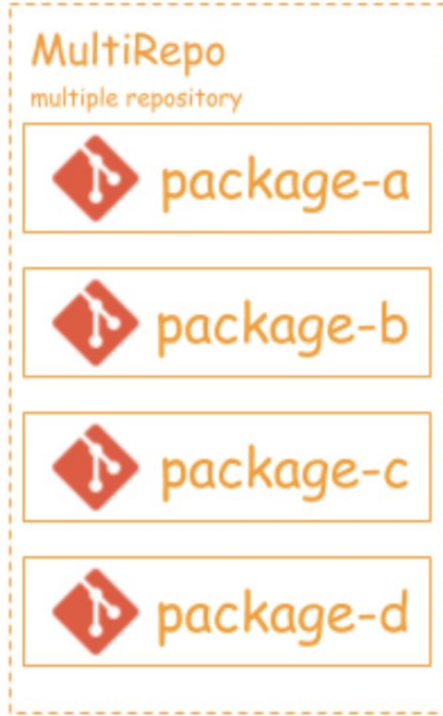 MultiRepo
multiple repository
package-a
package-b
package-c
package-d